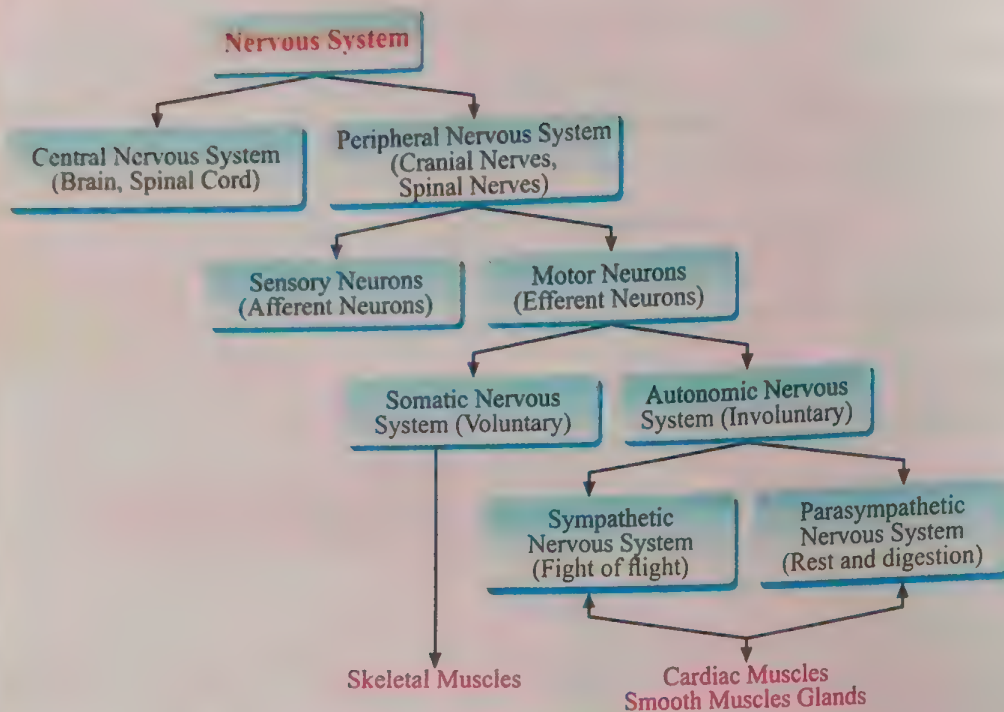 Nervous System
Central Nervous System
(Brain, Spinal Cord)
Peripheral Nervous System
(Cranial Nerves,
Spinal Nerves)
Sensory Neurons
(Afferent Neurons)
Motor Neurons
(Efferent Neurons)
Somatic Nervous
System (Voluntary)
Autonomic Nervous
System (Involuntary)
Sympathetic
Nervous System
(Fight of flight)
Parasympathetic
Nervous System
(Rest and digestion)
Skeletal Muscles
Cardiac Muscles
Smooth Muscles Glands